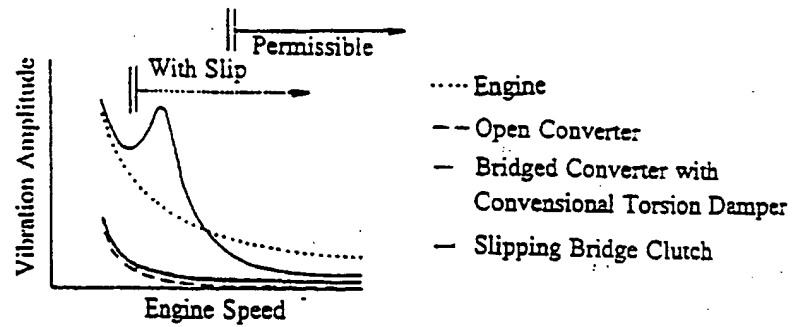 Permissible
With Slip
Vibration Amplitude
Engine Speed
Engine
Open Converter
Bridged Converter with
Convensional Torsion Damper
Slipping Bridge Clutch